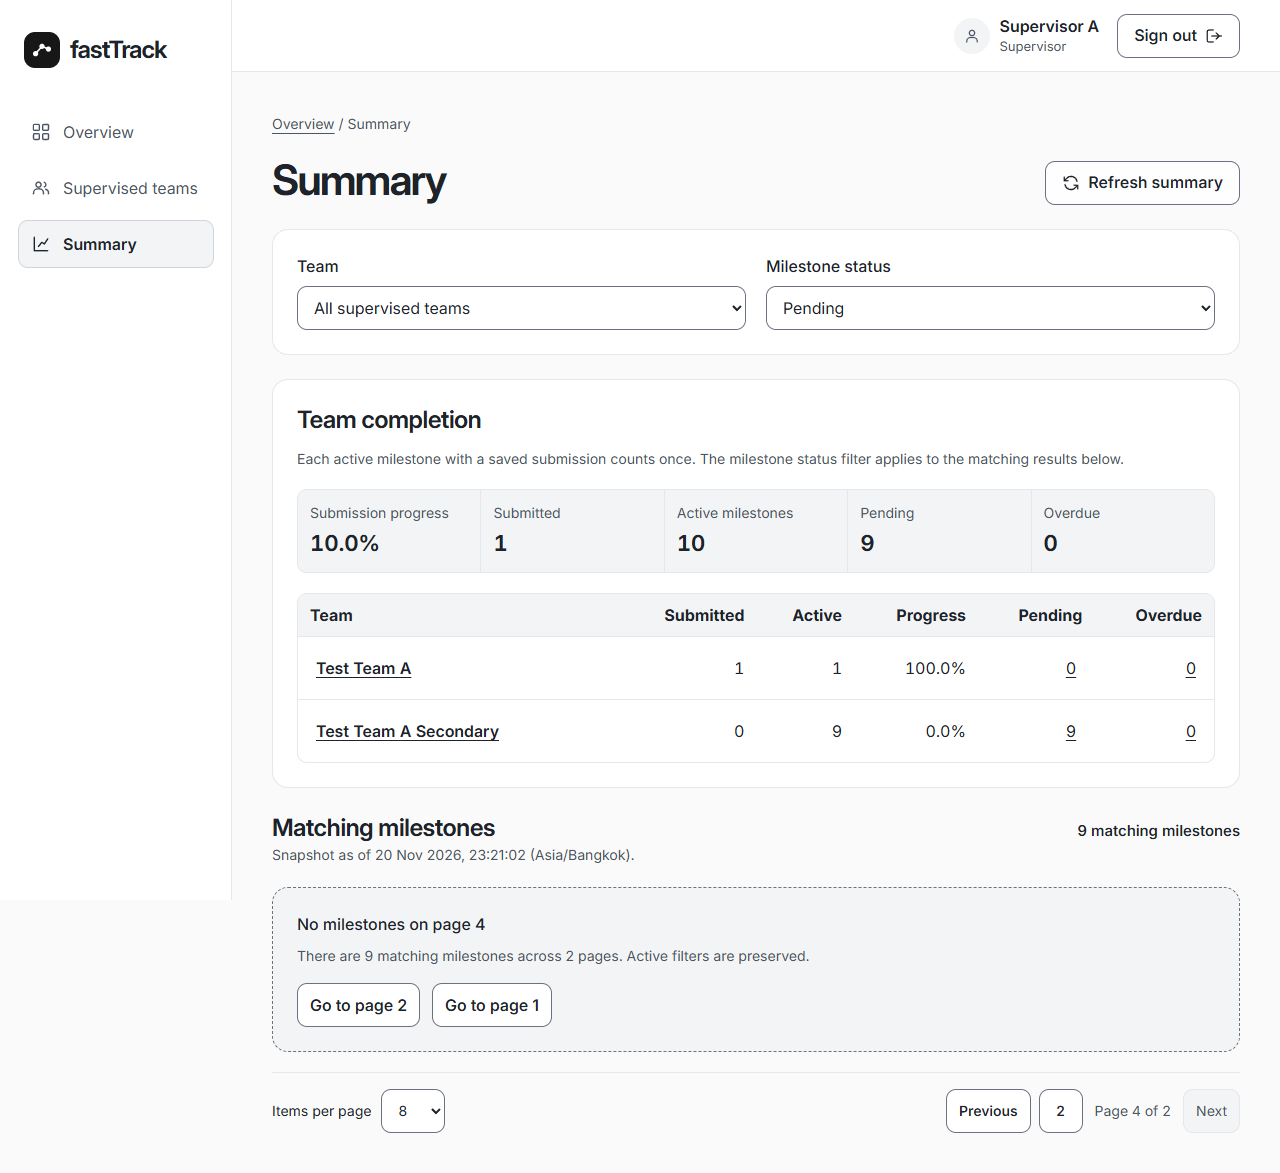 fastTrack
Supervisor A
Supervisor
Sign out
Overview
Supervised teams
Summary
Overview / Summary
Summary
Refresh summary
Team
Milestone status
All supervised teams
Pending
Team completion
Each active milestone with a saved submission counts once. The milestone status filter applies to the matching results below.
Submission progress
Submitted
Active milestones
Pending
Overdue
10.0%
1
10
9
0
Team Submitted Active Progress Pending Overdue
Test Team A 1 1 100.0% 0 0
Test Team A Secondary 0 9 0.0% 9 0
Matching milestones
9 matching milestones
Snapshot as of 20 Nov 2026, 23:21:02 (Asia/Bangkok).
No milestones on page 4
There are 9 matching milestones across 2 pages. Active filters are preserved.
Go to page 2
Go to page 1
Items per page 8
Previous 2 Page 4 of 2 Next